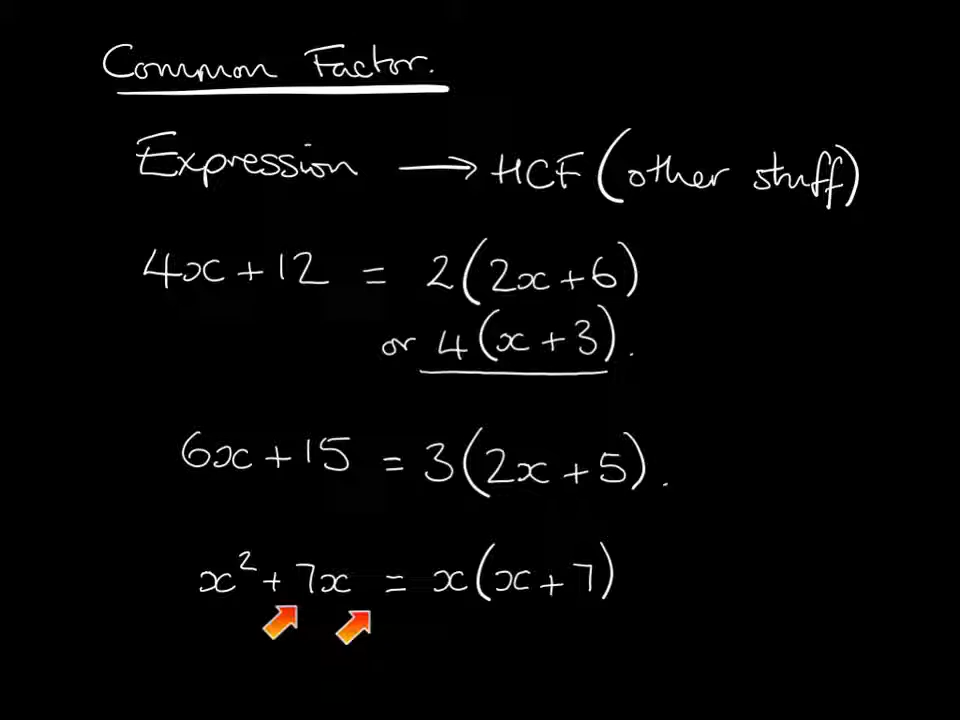 Common Factor.
Expression → HCF (other stuff)
4x + 12 = 2(2x + 6)
or 4(x + 3).
6x + 15 = 3(2x + 5).
x² + 7x = x(x + 7)